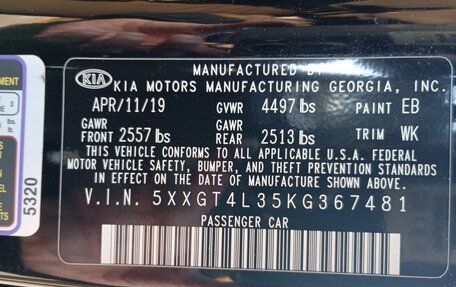 MANUFACTURED BY
KIA
KIA MOTORS MANUFACTURING GEORGIA, INC.
APR/11/19 GVWR 4497 lbs PAINT EB
GAWR FRONT 2557 lbs GAWR REAR 2513 lbs TRIM WK
THIS VEHICLE CONFORMS TO ALL APPLICABLE U.S.A. FEDERAL
MOTOR VEHICLE SAFETY, BUMPER, AND THEFT PREVENTION STANDARDS
IN EFFECT ON THE DATE OF MANUFACTURE SHOWN ABOVE.
V.I.N. 5XXGT4L35KG367481
PASSENGER CAR
5320